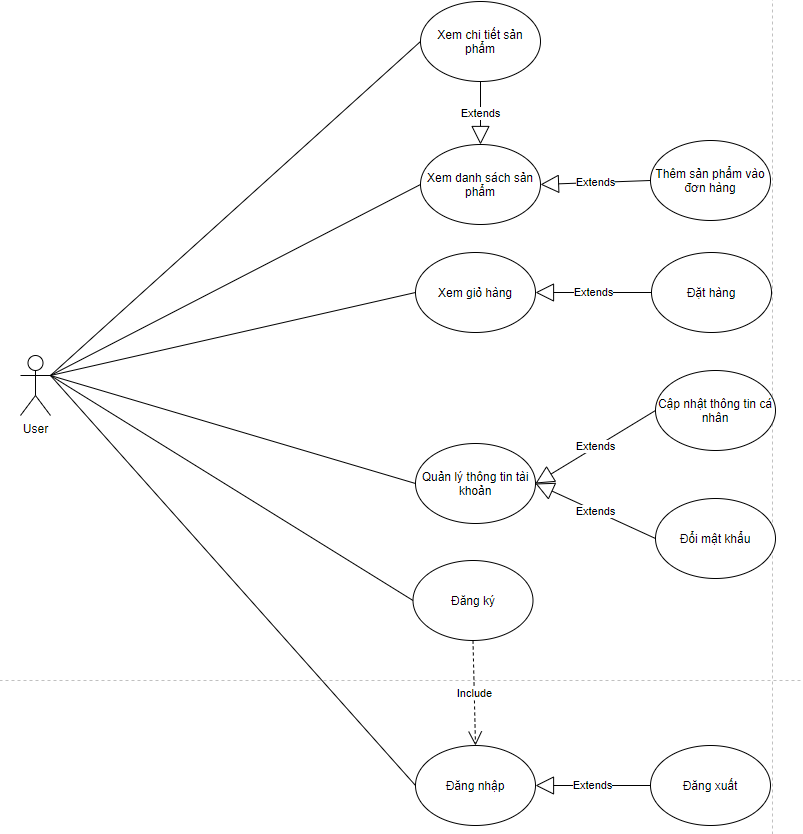 Xem chi tiết sản
phẩm
Extends
Xem danh sách sản
phẩm
Extends
Thêm sản phẩm vào
đơn hàng
Xem giỏ hàng
Extends
Đặt hàng
User
Cập nhật thông tin cá
nhân
Extends
Quản lý thông tin tài
khoản
Extends
Đổi mật khẩu
Đăng ký
Include
Đăng nhập
Extends
Đăng xuất